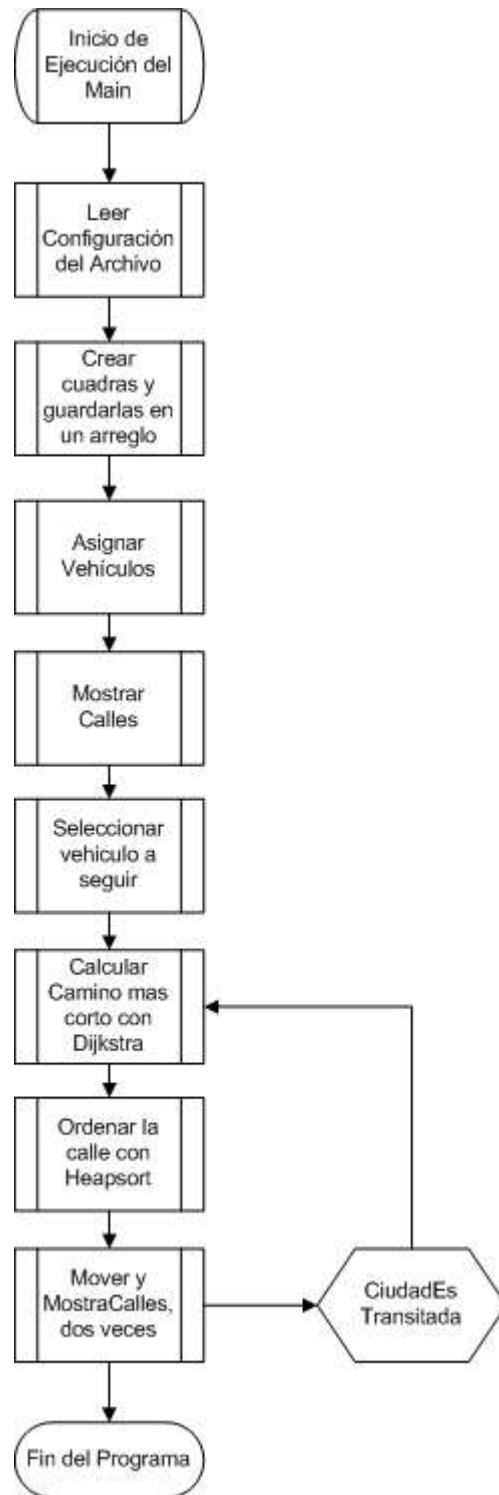 Inicio de
Ejecución del
Main
Leer
Configuración
del Archivo
Crear
cuadras y
guardarlas en
un arreglo
Asignar
Vehículos
Mostrar
Calles
Seleccionar
vehiculo a
seguir
Calcular
Camino mas
corto con
Dijkstra
Ordenar la
calle con
Heapsort
Mover y
MostraCalles,
dos veces
CiudadEs
Transitada
Fin del Programa